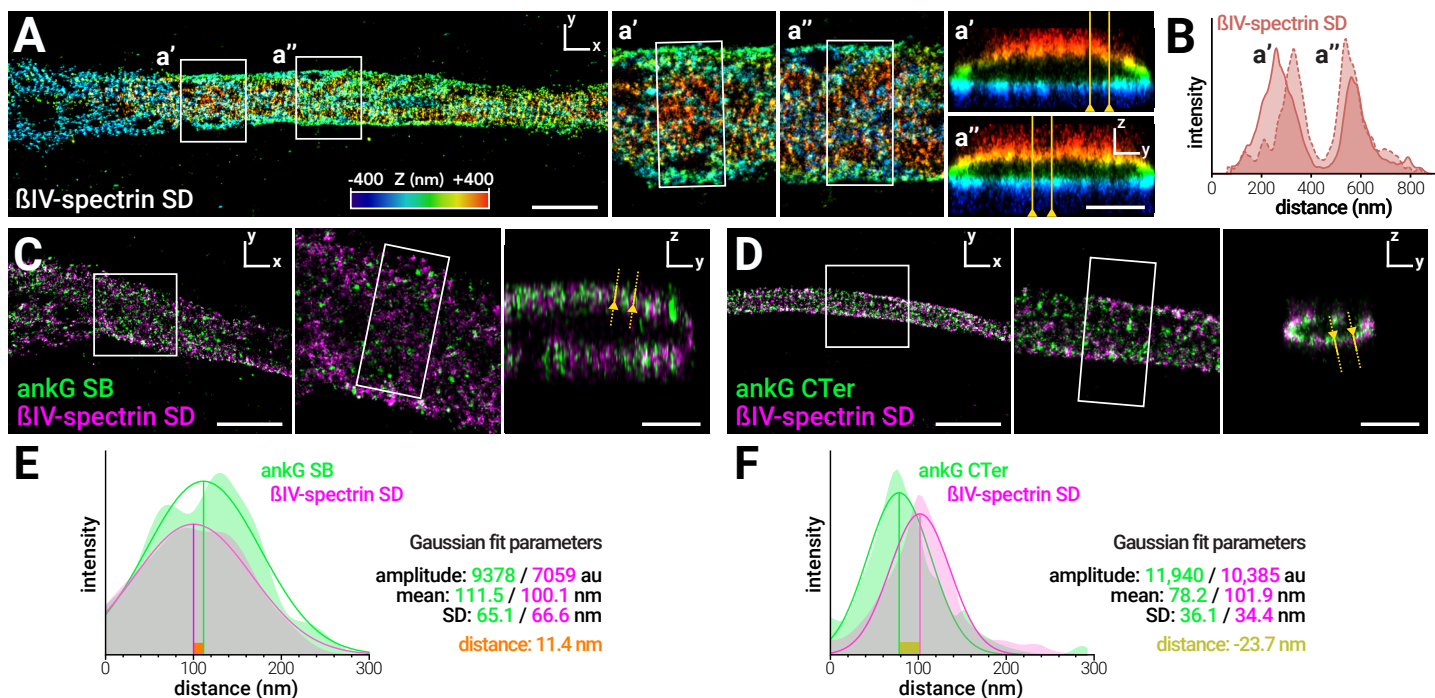 A
a’
a’’
y
x
ßIV-spectrin SD
-400 Z (nm) +400
a’
a’’
a’
a’’
z
y
B
ßIV-spectrin SD
a’
a’’
intensity
0 200 400 600 800
distance (nm)
C
y
x
z
y
ankG SB
ßIV-spectrin SD
D
y
x
z
y
ankG CTer
ßIV-spectrin SD
E
ankG SB
ßIV-spectrin SD
intensity
Gaussian fit parameters
amplitude: 9378 / 7059 au
mean: 111.5 / 100.1 nm
SD: 65.1 / 66.6 nm
distance: 11.4 nm
0 100 200 300
distance (nm)
F
ankG CTer
ßIV-spectrin SD
intensity
Gaussian fit parameters
amplitude: 11,940 / 10,385 au
mean: 78.2 / 101.9 nm
SD: 36.1 / 34.4 nm
distance: -23.7 nm
0 100 200 300
distance (nm)